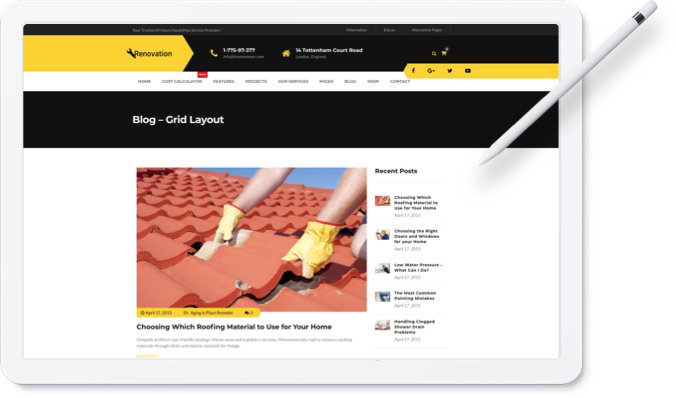 Your Trusted 24 Hours Handyman Service Provider!
Information
Extras
Alternative Pages
Renovation
1-775-97-377
14 Tottenham Court Road
London, England.
HOME
COST CALCULATOR
NEW
FEATURES
PROJECTS
OUR SERVICES
PAGES
BLOG
SHOP
CONTACT
Blog – Grid Layout
April 17, 2015
Aging in Place Remodel
Choosing Which Roofing Material to Use for Your Home
Read More
Recent Posts
Choosing Which
Roofing Material to
Use for Your Home
April 17, 2015
Choosing the Right
Doors and Windows
for your Home
April 17, 2015
Low Water Pressure –
What Can I Do?
April 17, 2015
The Most Common
Painting Mistakes
April 17, 2015
Handling Clogged
Shower Drain
Problems
April 17, 2015